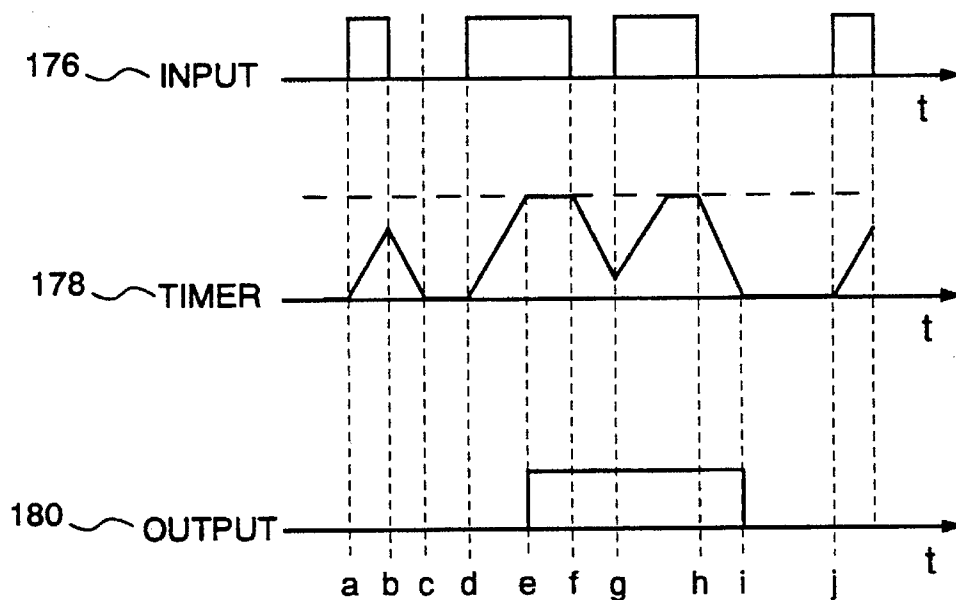 176 INPUT
t
178 TIMER
t
180 OUTPUT
t
a b c d e f g h i j